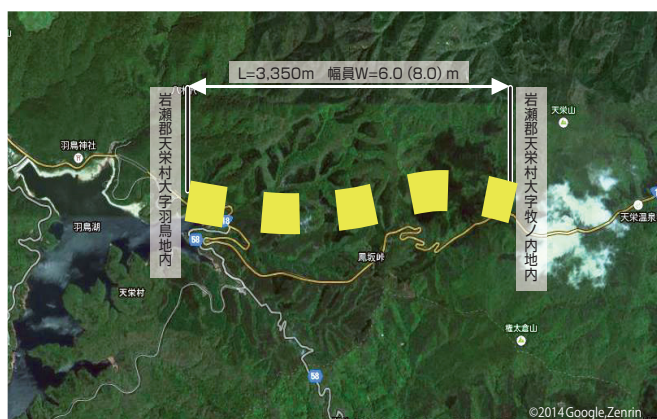 L=3,350m 幅員W=6.0 (8.0) m
岩瀬郡天栄村大字羽鳥地内
岩瀬郡天栄村大字牧ノ内地内
天栄山
羽鳥神社
羽鳥湖
天栄温泉
58
鳳坂峠
天栄村
権太倉山
58
©2014 Google,Zenrin